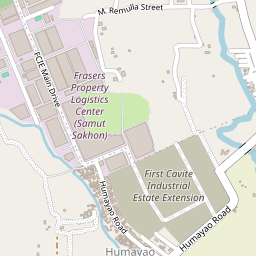 M. Remulla Street
FCIE Main Drive
Frasers
Property
Logistics
Center
(Samut
Sakhon)
First Cavite
Industrial
Estate Extension
Humayao Road
Humayao Road
Humayao